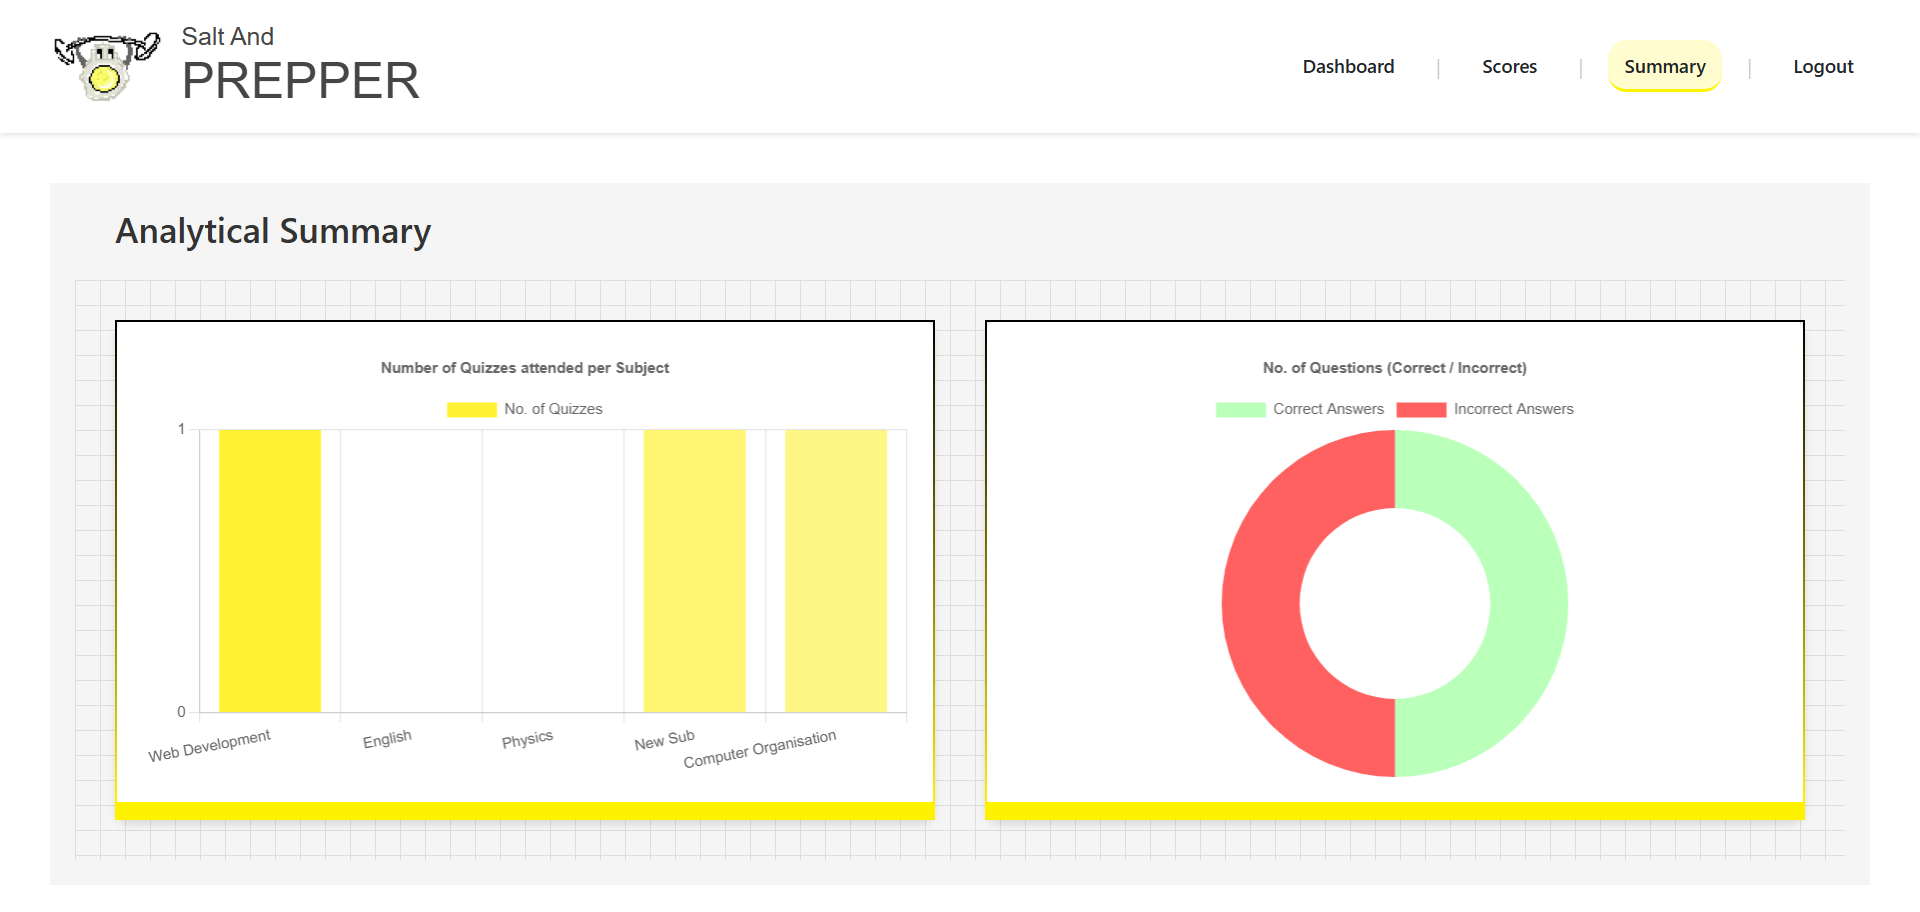 Salt And
PREPPER
Dashboard | Scores | Summary | Logout
Analytical Summary
Number of Quizzes attended per Subject
No. of Quizzes
1
0
Web Development
English
Physics
New Sub
Computer Organisation
No. of Questions (Correct / Incorrect)
Correct Answers Incorrect Answers